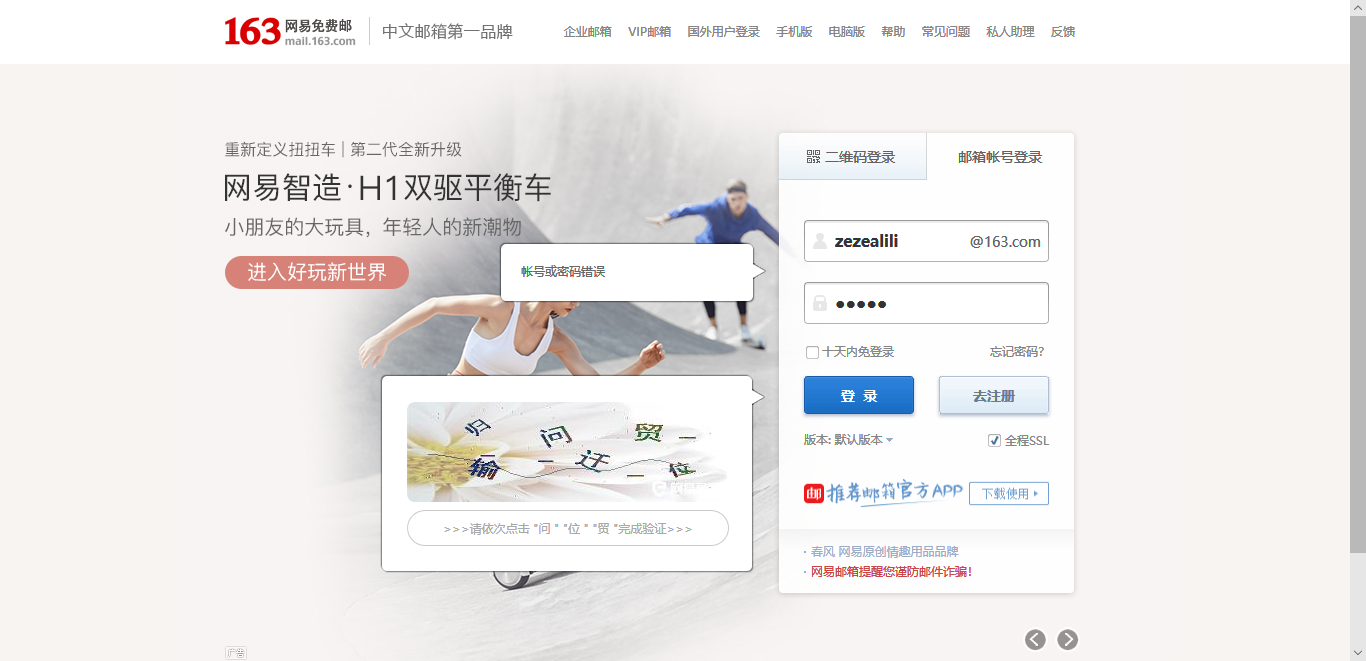 163 网易免费邮 mail.163.com 中文邮箱第一品牌
企业邮箱 VIP邮箱 国外用户登录 手机版 电脑版 帮助 常见问题 私人助理 反馈
重新定义扭扭车 | 第二代全新升级
网易智造·H1双驱平衡车
小朋友的大玩具，年轻人的新潮物
进入好玩新世界
帐号或密码错误
归 问 贸
输 迁 位
>>>请依次点击 "问 " "位 " "贸 "完成验证>>>
二维码登录 邮箱帐号登录
zezealili @163.com
●●●●●
十天内免登录 忘记密码?
登 录 去注册
版本: 默认版本 全程SSL
邮 推荐邮箱官方APP 下载使用
· 春风 网易原创情趣用品品牌
· 网易邮箱提醒您谨防邮件诈骗!
广告